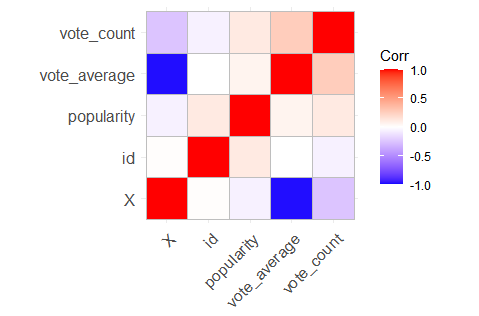 vote_count
vote_average
popularity
id
X
X
id
popularity
vote_average
vote_count
Corr
1.0
0.5
0.0
-0.5
-1.0